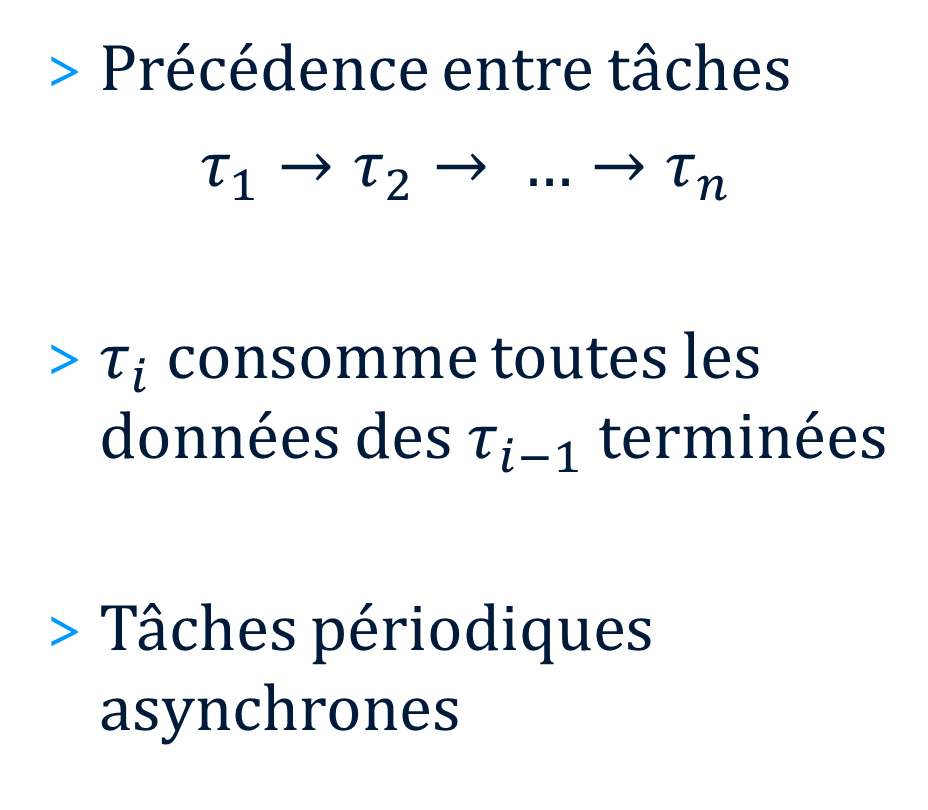 > Précédence entre tâches
τ₁ → τ₂ → … → τₙ
> τᵢ consomme toutes les
données des τᵢ₋₁ terminées
> Tâches périodiques
asynchrones